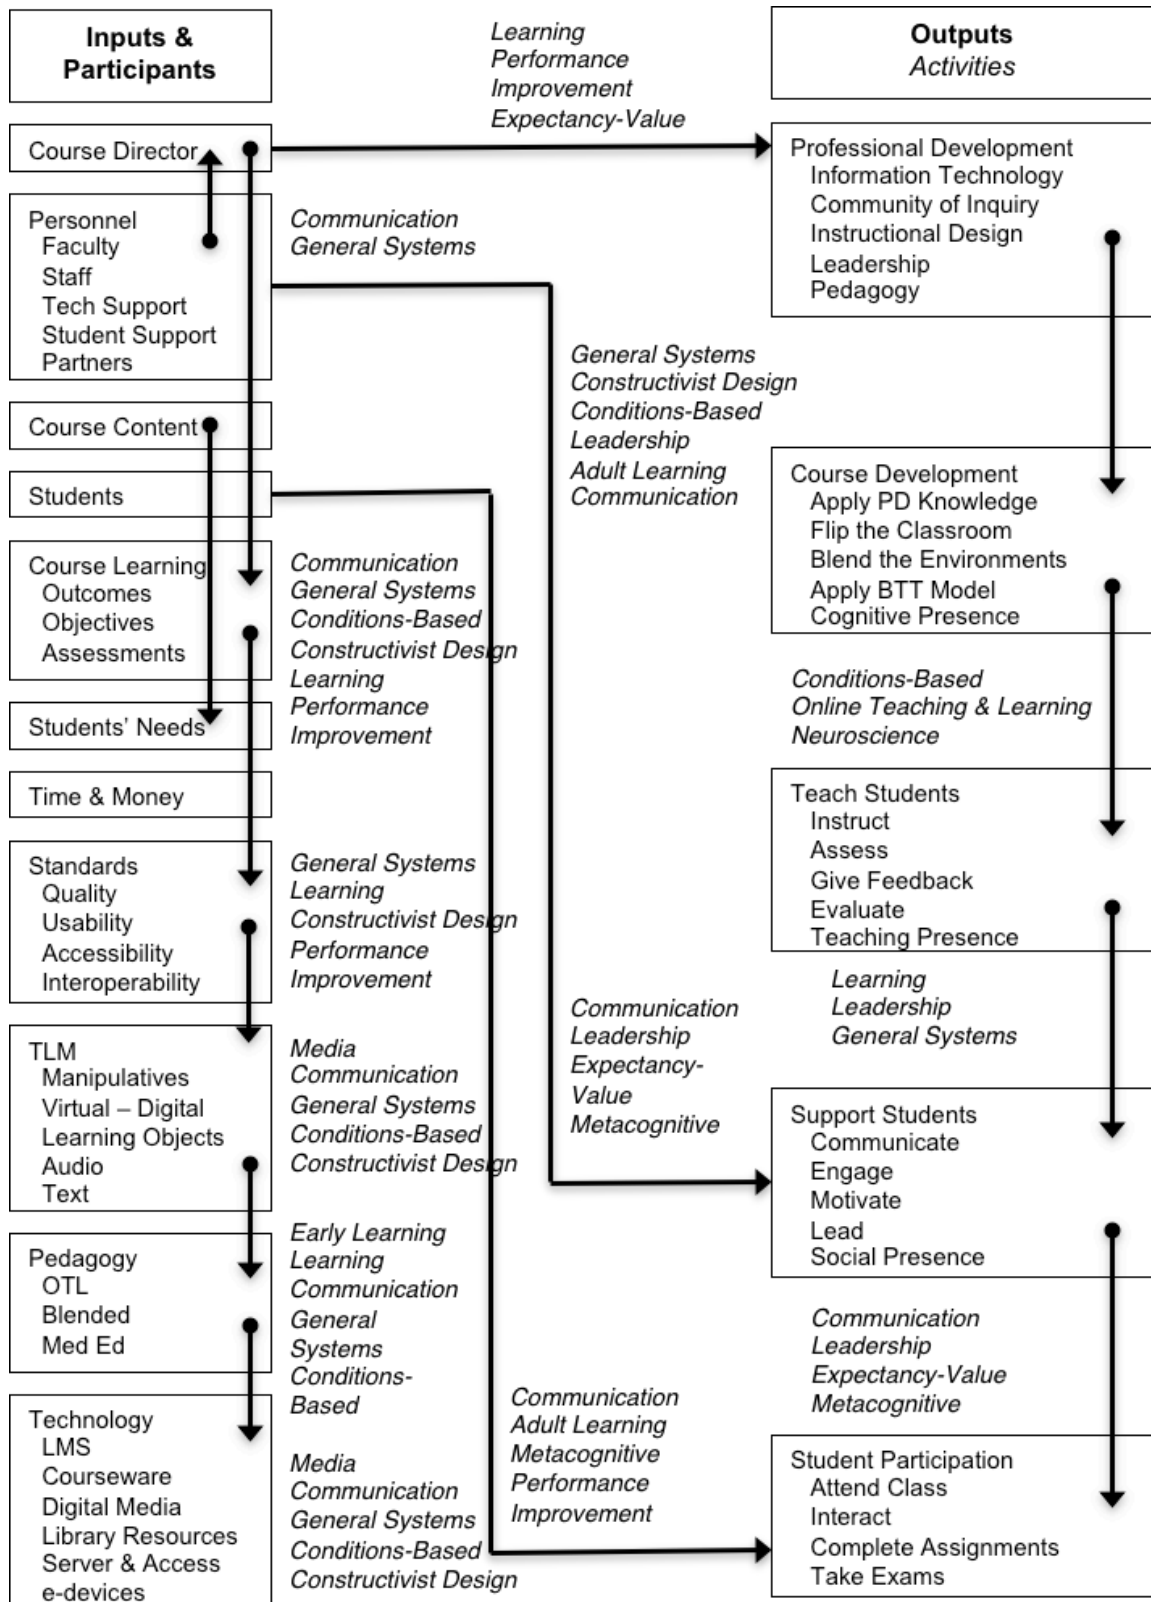 Inputs &
Participants
Course Director
Personnel
Faculty
Staff
Tech Support
Student Support
Partners
Course Content
Students
Course Learning
Outcomes
Objectives
Assessments
Students’ Needs
Time & Money
Standards
Quality
Usability
Accessibility
Interoperability
TLM
Manipulatives
Virtual – Digital
Learning Objects
Audio
Text
Pedagogy
OTL
Blended
Med Ed
Technology
LMS
Courseware
Digital Media
Library Resources
Server & Access
e-devices
Communication
General Systems
Communication
General Systems
Conditions-Based
Constructivist Design
Learning
Performance
Improvement
General Systems
Learning
Constructivist Design
Performance
Improvement
Media
Communication
General Systems
Conditions-Based
Constructivist Design
Early Learning
Learning
Communication
General
Systems
Conditions-
Based
Media
Communication
General Systems
Conditions-Based
Constructivist Design
Learning
Performance
Improvement
Expectancy-Value
General Systems
Constructivist Design
Conditions-Based
Leadership
Adult Learning
Communication
Communication
Leadership
Expectancy-
Value
Metacognitive
Communication
Adult Learning
Metacognitive
Performance
Improvement
Outputs
Activities
Professional Development
Information Technology
Community of Inquiry
Instructional Design
Leadership
Pedagogy
Course Development
Apply PD Knowledge
Flip the Classroom
Blend the Environments
Apply BTT Model
Cognitive Presence
Conditions-Based
Online Teaching & Learning
Neuroscience
Teach Students
Instruct
Assess
Give Feedback
Evaluate
Teaching Presence
Learning
Leadership
General Systems
Support Students
Communicate
Engage
Motivate
Lead
Social Presence
Communication
Leadership
Expectancy-Value
Metacognitive
Student Participation
Attend Class
Interact
Complete Assignments
Take Exams